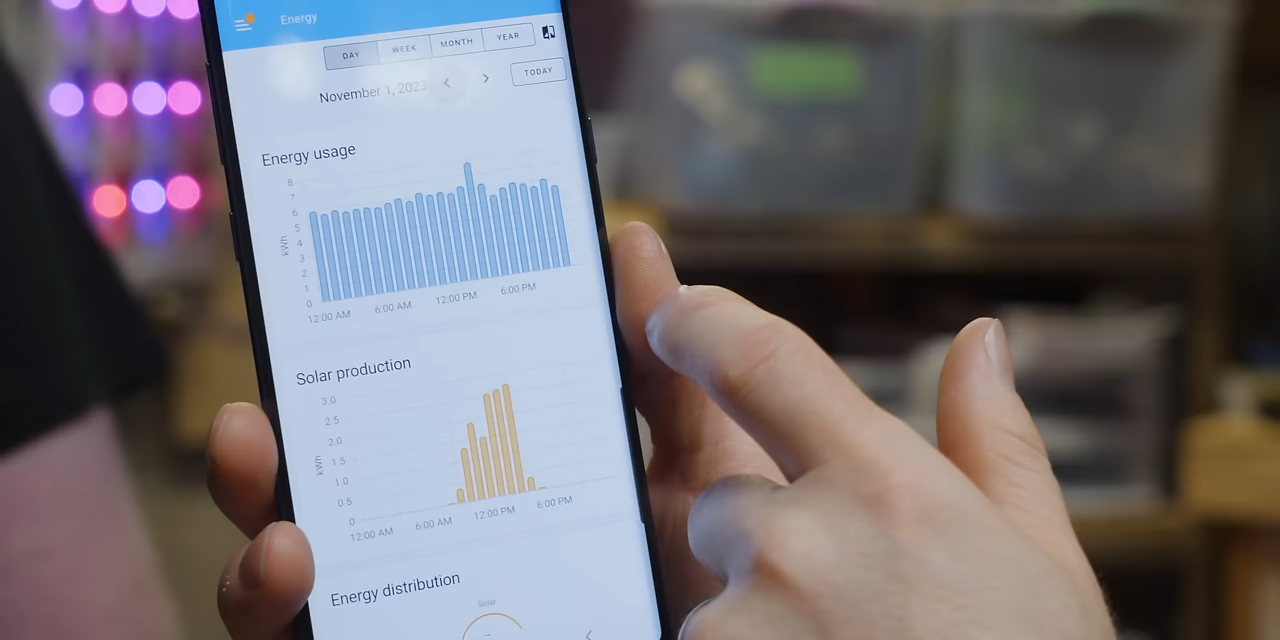 Energy
DAY WEEK MONTH YEAR
November 1, 2023
TODAY
Energy usage
8
7
6
5
4
3
2
1
0
kWh
12:00 AM 6:00 AM 12:00 PM 6:00 PM
Solar production
3.0
2.5
2.0
1.5
1.0
0.5
0
kWh
12:00 AM 6:00 AM 12:00 PM 6:00 PM
Energy distribution
Solar